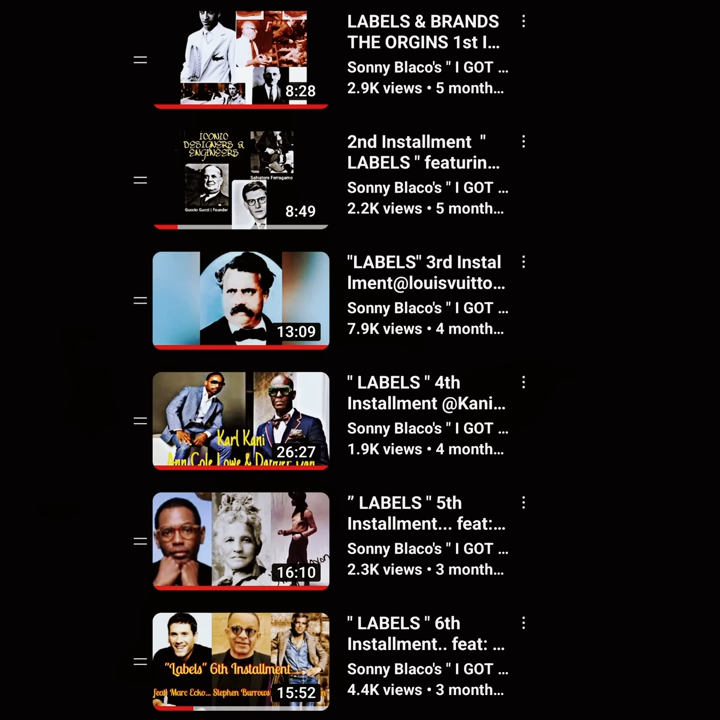 LABELS & BRANDS
THE ORGINS 1st I...
Sonny Blaco's " I GOT ...
2.9K views • 5 month...
8:28
2nd Installment "
LABELS " featurin...
Sonny Blaco's " I GOT ...
2.2K views • 5 month...
ICONIC
DESIGNERS &
ENGINEERS
Salvatore Ferragamo
Guccio Gucci | Founder
8:49
"LABELS" 3rd Instal
lment@louisvuitto...
Sonny Blaco's " I GOT ...
7.9K views • 4 month...
13:09
" LABELS " 4th
Installment @Kani...
Sonny Blaco's " I GOT ...
1.9K views • 4 month...
Karl Kani
Ann Cole Lowe & Dapper Dan
26:27
" LABELS " 5th
Installment... feat:...
Sonny Blaco's " I GOT ...
2.3K views • 3 month...
16:10
" LABELS " 6th
Installment.. feat: ...
Sonny Blaco's " I GOT ...
4.4K views • 3 month...
"Labels" 6th Installment...
feat: Marc Ecko... Stephen Burrows
15:52